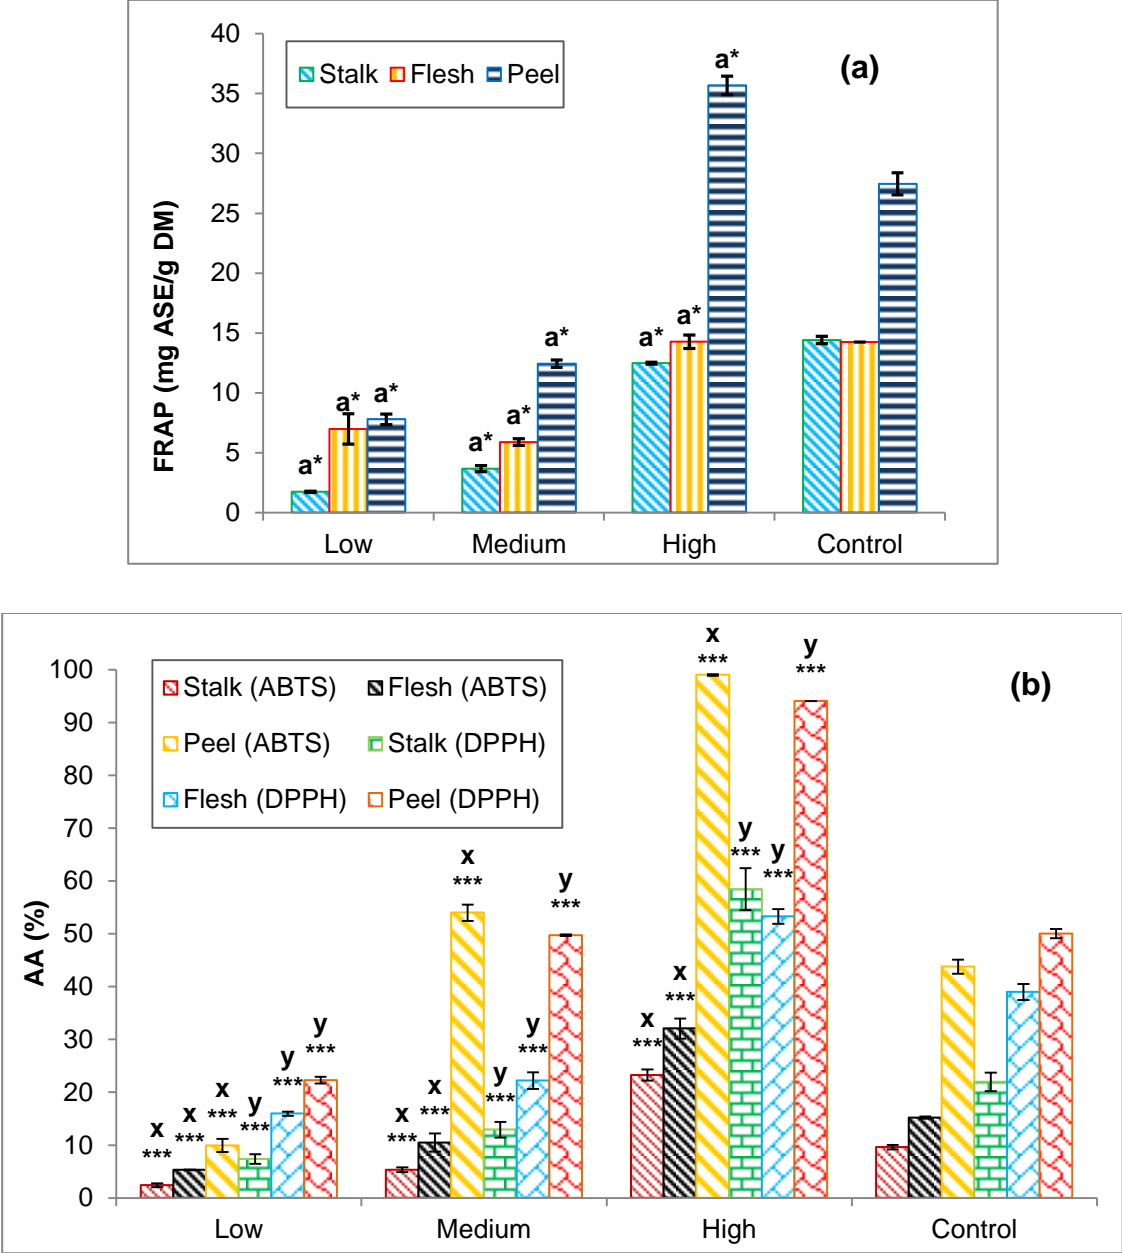 40
35
30
25
20
15
10
5
0
FRAP (mg ASE/g DM)
Stalk Flesh Peel
(a)
a* a* a*
a* a* a*
a* a* a*
Low Medium High Control
100
90
80
70
60
50
40
30
20
10
0
AA (%)
Stalk (ABTS) Flesh (ABTS)
Peel (ABTS) Stalk (DPPH)
Flesh (DPPH) Peel (DPPH)
(b)
x x x y y y
*** *** *** *** *** ***
x x x y y y
*** *** *** *** *** ***
x x x y y y
*** *** *** *** *** ***
Low Medium High Control